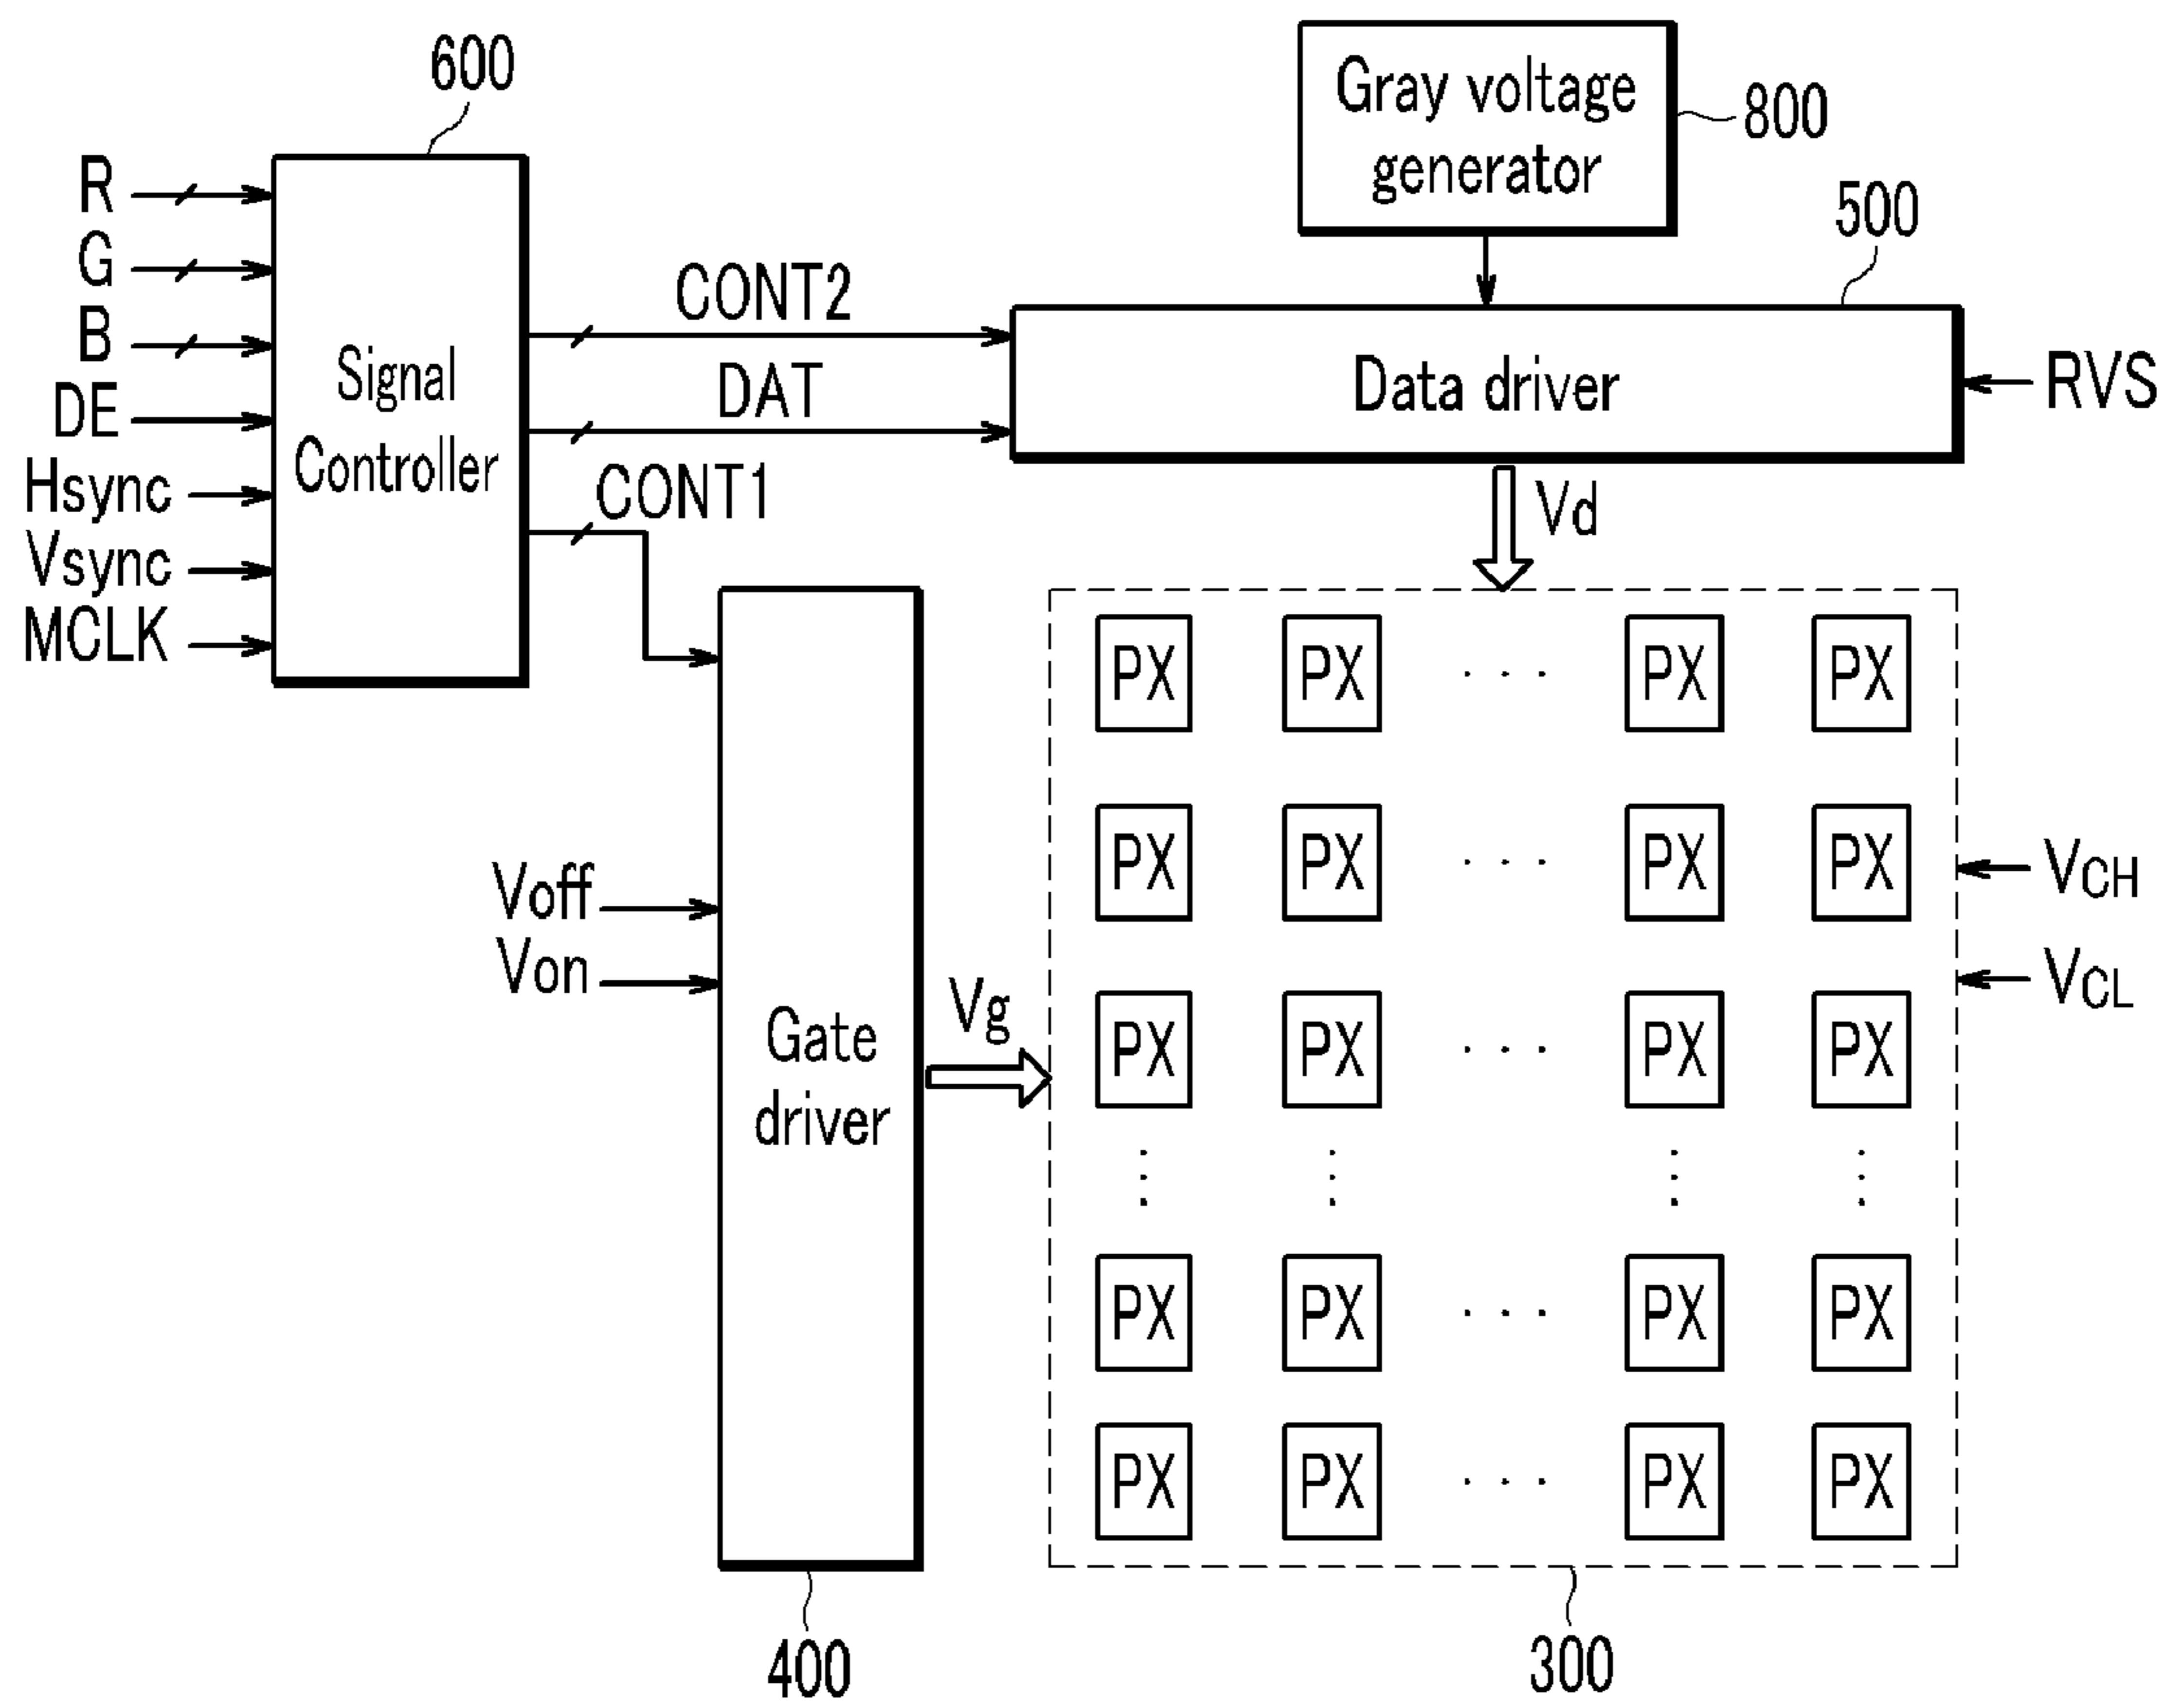 600
Gray voltage
generator
800
R
G
B
DE
Hsync
Vsync
MCLK
Signal
Controller
CONT2
DAT
CONT1
500
Data driver
RVS
Vd
PX PX · · · PX PX
PX PX · · · PX PX
PX PX · · · PX PX
PX PX · · · PX PX
PX PX · · · PX PX
VCH
VCL
Voff
Von
Gate
driver
Vg
400
300